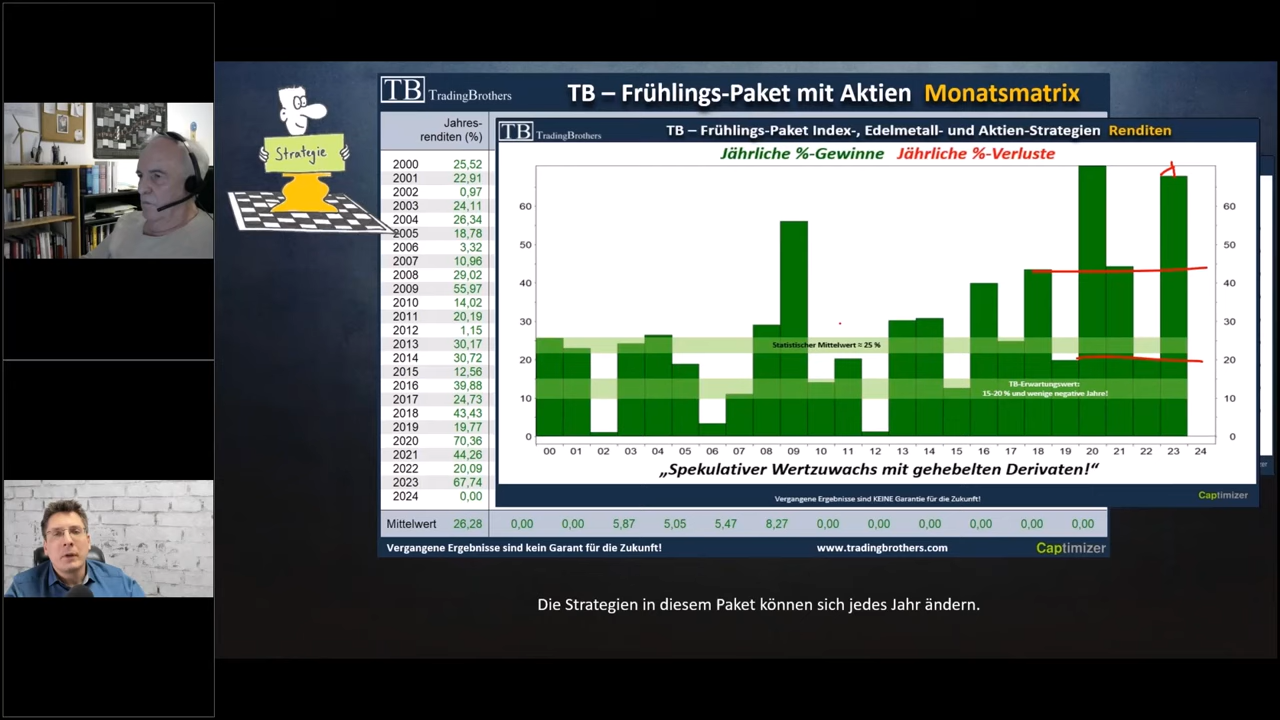 Strategie
TB TradingBrothers
TB – Frühlings-Paket mit Aktien Monatsmatrix
Jahres-
renditen (%)
2000 25,52
2001 22,91
2002 0,97
2003 24,11
2004 26,34
2005 18,78
2006 3,32
2007 10,96
2008 29,02
2009 55,97
2010 14,02
2011 20,19
2012 1,15
2013 30,17
2014 30,72
2015 12,56
2016 39,88
2017 24,73
2018 43,43
2019 19,77
2020 70,36
2021 44,26
2022 20,09
2023 67,74
2024 0,00
Mittelwert 26,28 0,00 0,00 5,87 5,05 5,47 8,27 0,00 0,00 0,00 0,00 0,00 0,00
Vergangene Ergebnisse sind kein Garant für die Zukunft! www.tradingbrothers.com Captimizer
TB TradingBrothers
TB – Frühlings-Paket Index-, Edelmetall- und Aktien-Strategien Renditen
Jährliche %-Gewinne Jährliche %-Verluste
60 60
50 50
40 40
30 30
Statistischer Mittelwert = 25 %
20 20
TB-Erwartungswert:
15-20 % und wenige negative Jahre!
10 10
0 0
00 01 02 03 04 05 06 07 08 09 10 11 12 13 14 15 16 17 18 19 20 21 22 23 24
„Spekulativer Wertzuwachs mit gehebelten Derivaten!“
Vergangene Ergebnisse sind KEINE Garantie für die Zukunft! Captimizer
Die Strategien in diesem Paket können sich jedes Jahr ändern.